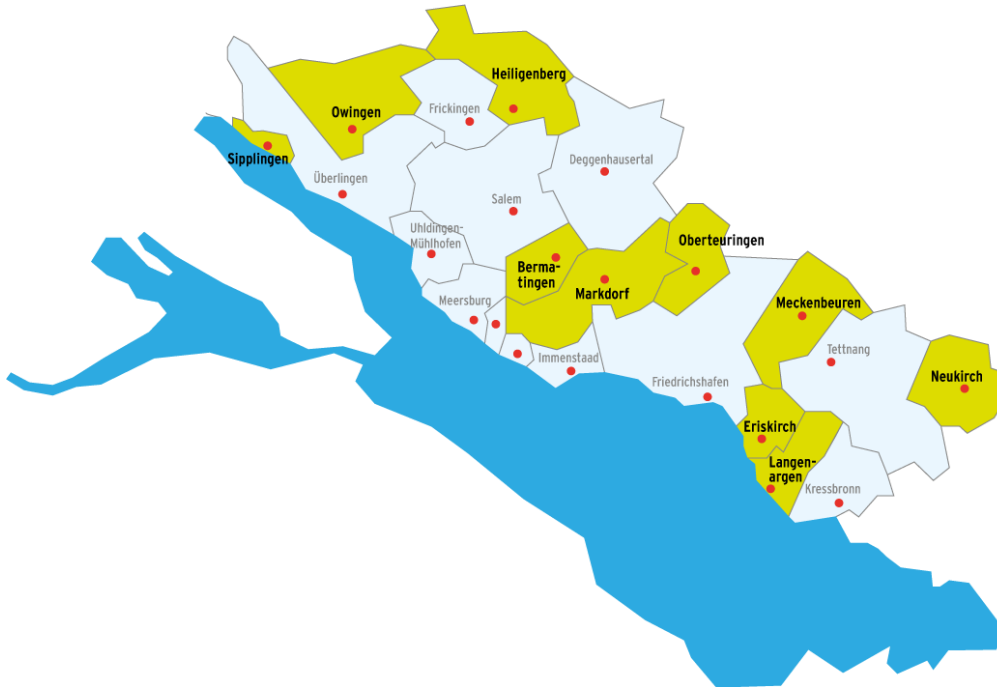 Heiligenberg
Owingen
Frickingen
Sipplingen
Deggenhausertal
Überlingen
Salem
Uhldingen-
Mühlhofen
Oberteuringen
Berma-
tingen
Markdorf
Meersburg
Meckenbeuren
Immenstaad
Tettnang
Friedrichshafen
Neukirch
Eriskirch
Langen-
argen
Kressbronn